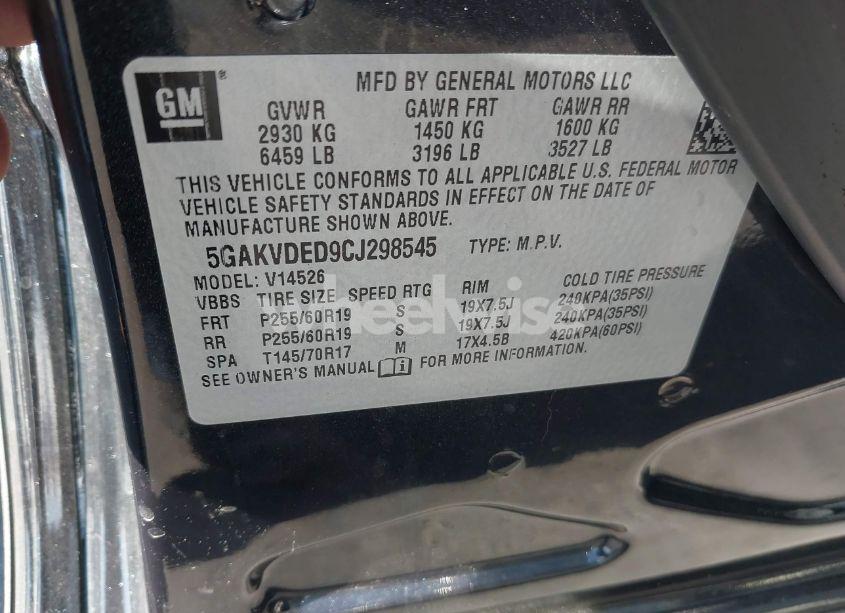 GM®
MFD BY GENERAL MOTORS LLC
GVWR GAWR FRT GAWR RR
2930 KG 1450 KG 1600 KG
6459 LB 3196 LB 3527 LB
THIS VEHICLE CONFORMS TO ALL APPLICABLE U.S. FEDERAL MOTOR
VEHICLE SAFETY STANDARDS IN EFFECT ON THE DATE OF
MANUFACTURE SHOWN ABOVE.
5GAKVDED9CJ298545 TYPE: M.P.V.
MODEL: V14526
VBBS TIRE SIZE SPEED RTG RIM COLD TIRE PRESSURE
FRT P255/60R19 S 19X7.5J 240KPA(35PSI)
RR P255/60R19 S 19X7.5J 240KPA(35PSI)
SPA T145/70R17 M 17X4.5B 420KPA(60PSI)
SEE OWNER'S MANUAL FOR MORE INFORMATION.